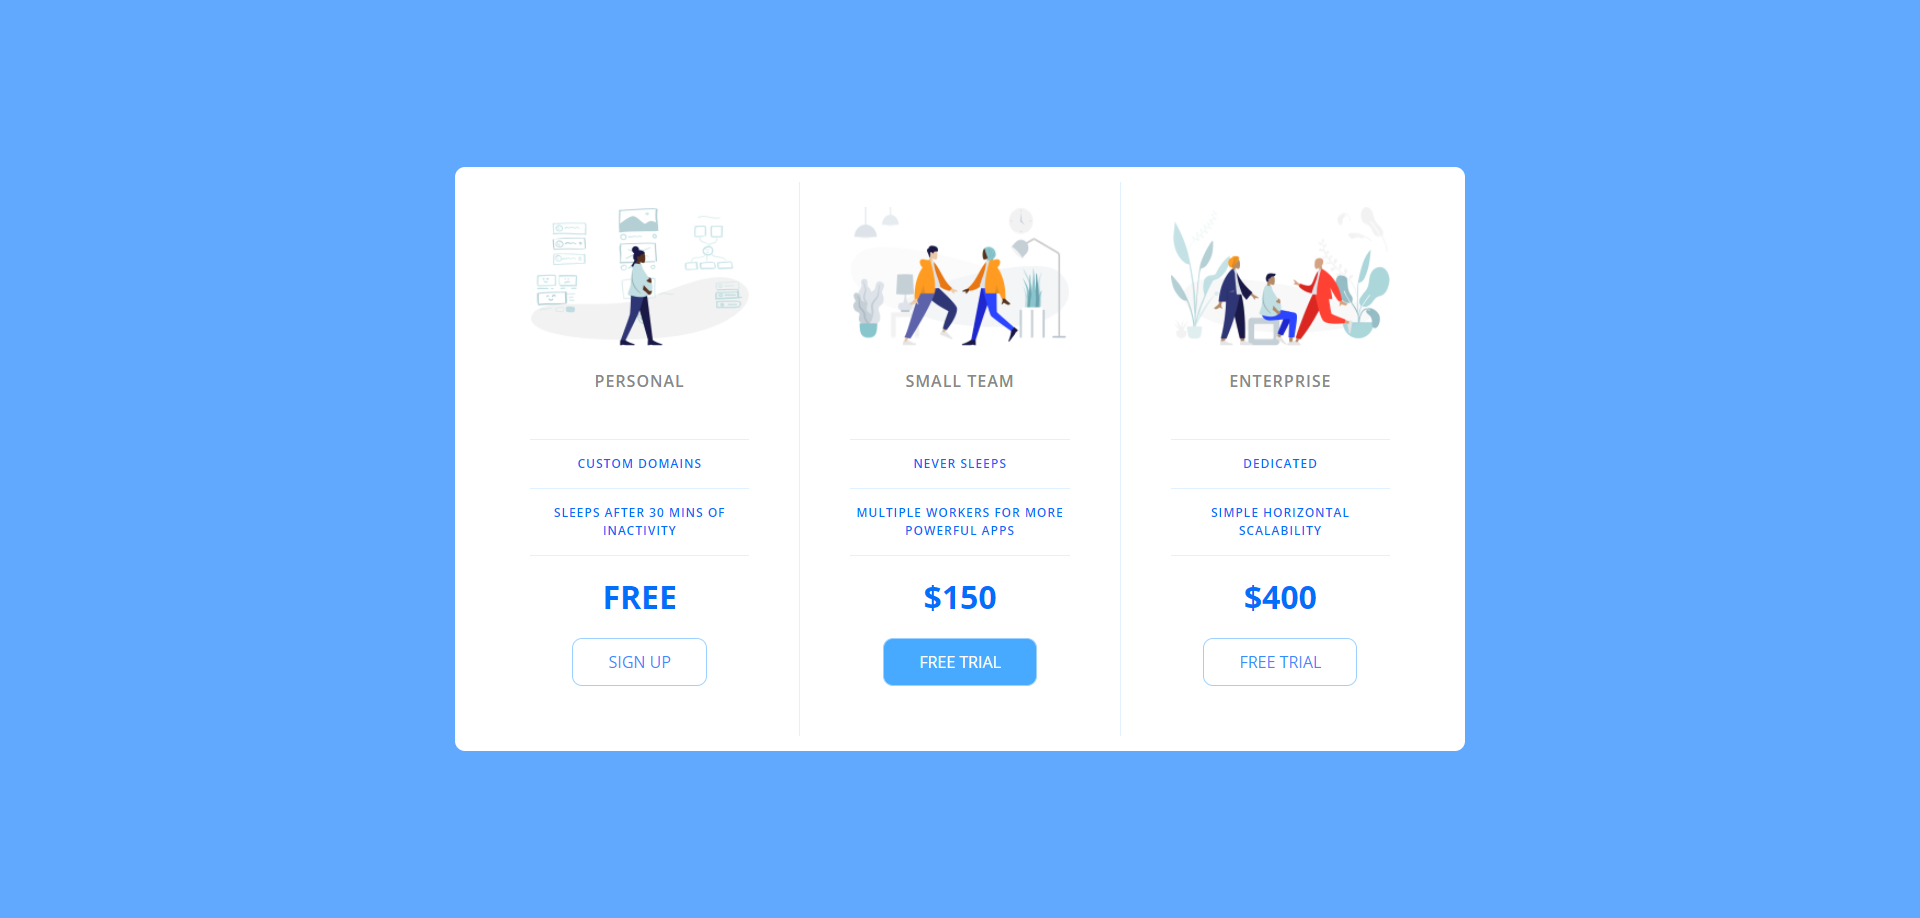 PERSONAL
CUSTOM DOMAINS
SLEEPS AFTER 30 MINS OF
INACTIVITY
FREE
SIGN UP
SMALL TEAM
NEVER SLEEPS
MULTIPLE WORKERS FOR MORE
POWERFUL APPS
$150
FREE TRIAL
ENTERPRISE
DEDICATED
SIMPLE HORIZONTAL
SCALABILITY
$400
FREE TRIAL